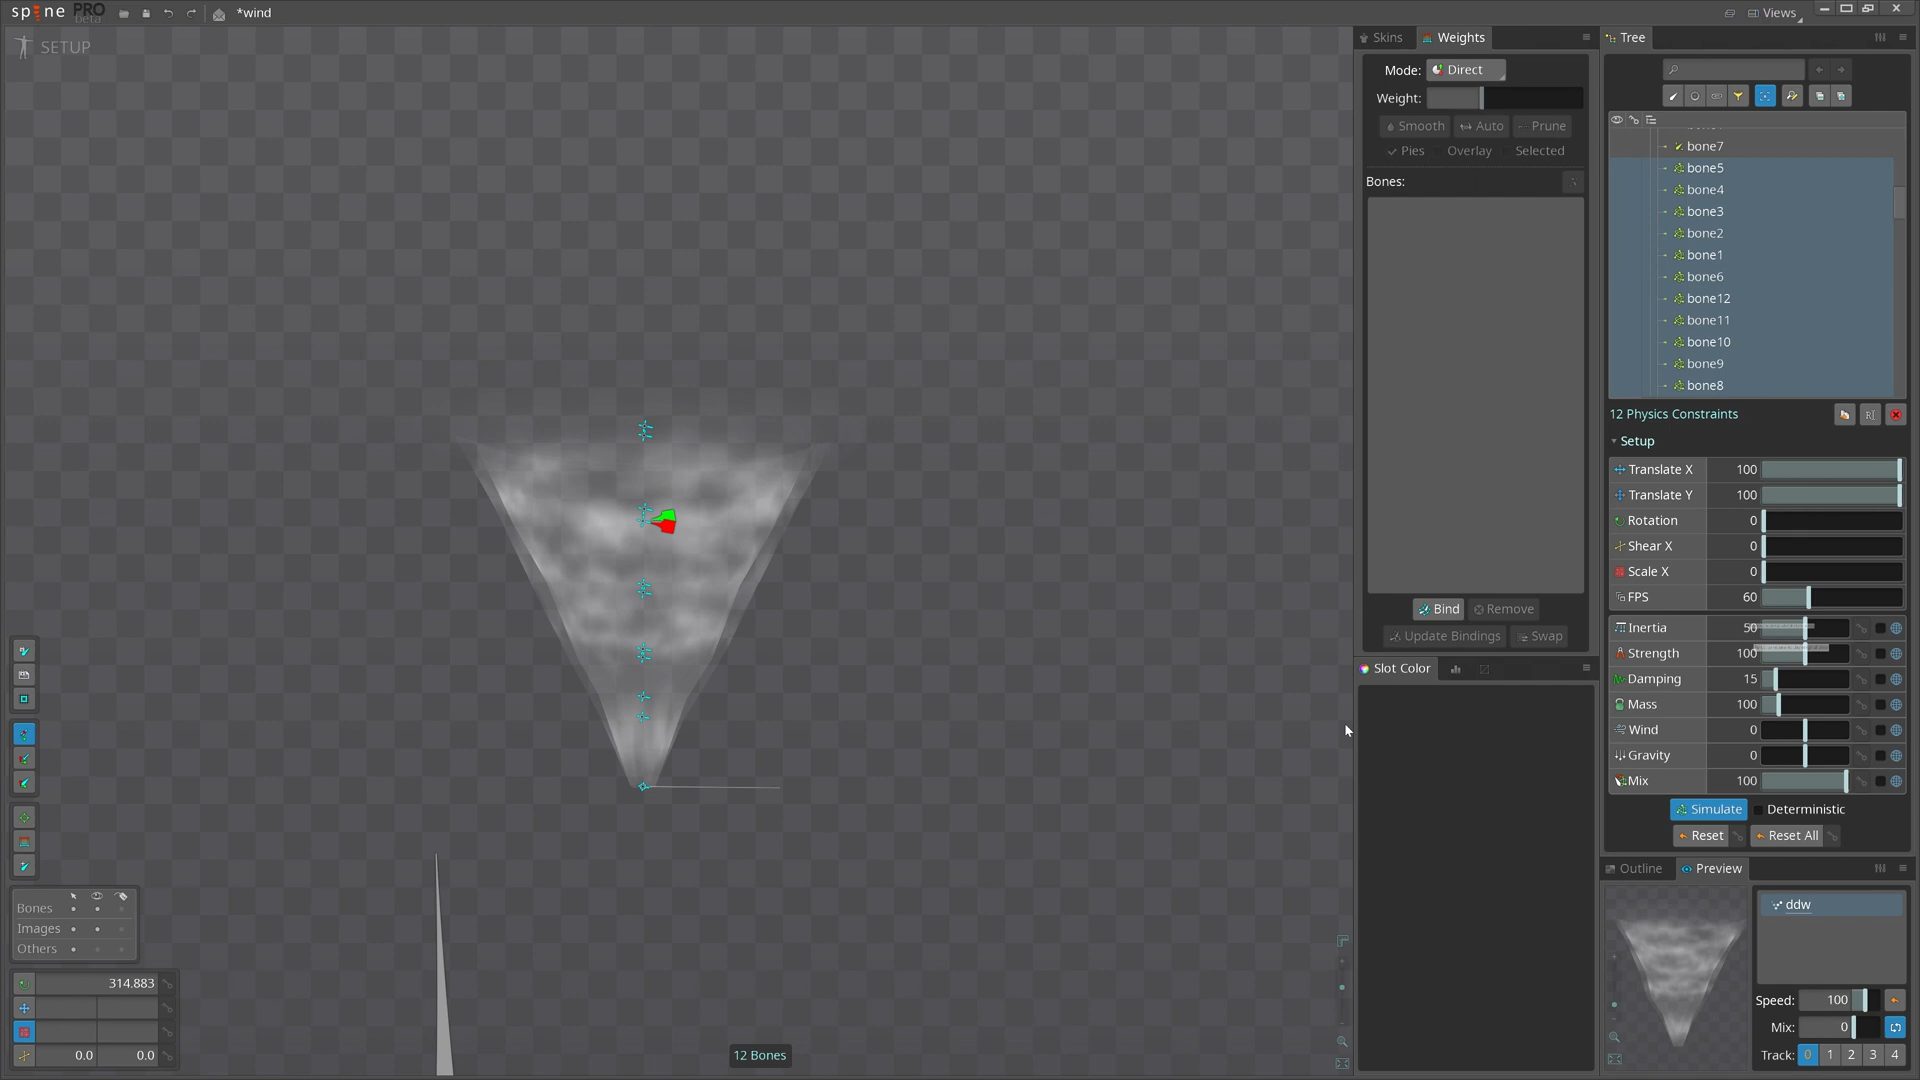 spine PRO beta
*wind
Views
SETUP
Skins
Weights
Mode: Direct
Weight:
Smooth Auto Prune
Pies Overlay Selected
Bones:
Bind Remove
Update Bindings Swap
Slot Color
Tree
bone7
bone5
bone4
bone3
bone2
bone1
bone6
bone12
bone11
bone10
bone9
bone8
12 Physics Constraints
Setup
Translate X 100
Translate Y 100
Rotation 0
Shear X 0
Scale X 0
FPS 60
Inertia 50
Strength 100
Damping 15
Mass 100
Wind 0
Gravity 0
Mix 100
Simulate Deterministic
Reset Reset All
Outline Preview
ddw
Speed: 100
Mix: 0
Track: 0 1 2 3 4
Bones
Images
Others
314.883
0.0 0.0
12 Bones